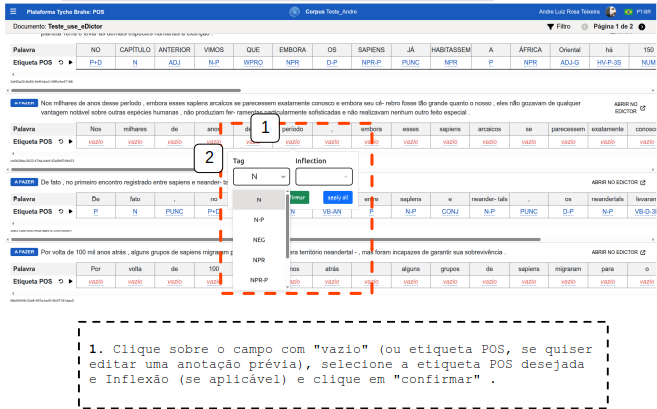 Plataforma Tycho Brahe: POS
Corpus Teste_Andre
Andre Luiz Rosa Teixeira
PT-BR
Documento: Teste_use_eDictor
Filtro
Página 1 de 2
Palavra NO CAPÍTULO ANTERIOR VIMOS QUE EMBORA OS SAPIENS JÁ HABITASSEM A ÁFRICA Oriental há 150
Etiqueta POS P+D N ADJ N-P WPRO NPR D-P NPR-P PUNC NPR P NPR ADJ-G HV-P-3S NUM
A FAZER Nos milhares de anos desse período , embora esses sapiens arcaicos se parecessem exatamente conosco e embora seu cé- rebro fosse tão grande quanto o nosso , eles não gozavam de qualquer
vantagem notável sobre outras espécies humanas , não produziam fer- ramentas particularmente sofisticadas e não realizavam nenhum outro feito especial .
ABRIR NO EDICTOR
Palavra Nos milhares de anos período , embora esses sapiens arcaicos se parecessem exatamente conosco
Etiqueta POS vazio vazio vazio vazio vazio vazio vazio vazio vazio vazio vazio vazio vazio vazio
1
2
Tag Inflection
N
apply all
N
N-P
NEG
NPR
NPR-P
A FAZER De fato , no primeiro encontro registrado entre sapiens e neander- ta
ABRIR NO EDICTOR
Palavra De fato , no entre sapiens e neander- tals , os neandertals levaram
Etiqueta POS P N PUNC P+D N VB-AN P N-P CONJ N-P PUNC D-P N-P
A FAZER Por volta de 100 mil anos atrás , alguns grupos de sapiens migraram p ra território neandertal - , mas foram incapazes de garantir sua sobrevivência .
ABRIR NO EDICTOR
Palavra Por volta de 100 anos atrás , alguns grupos de sapiens migraram para o
Etiqueta POS vazio vazio vazio vazio vazio vazio vazio vazio vazio vazio vazio vazio vazio vazio
1. Clique sobre o campo com "vazio" (ou etiqueta POS, se quiser
editar uma anotação prévia), selecione a etiqueta POS desejada
e Inflexão (se aplicável) e clique em "confirmar" .